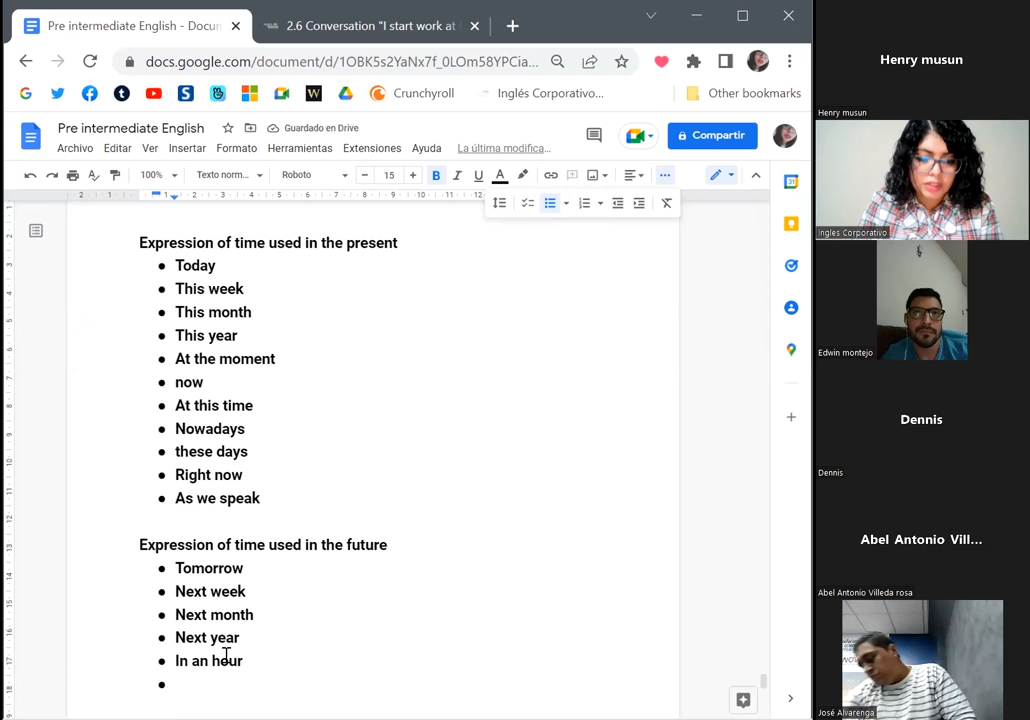 Pre intermediate English - Docun
2.6 Conversation "I start work at
docs.google.com/document/d/1OBK5s2YaNx7f_0LOm58YPCia...
Crunchyroll
Inglés Corporativo...
Other bookmarks
Pre intermediate English
Guardado en Drive
Compartir
Archivo Editar Ver Insertar Formato Herramientas Extensiones Ayuda La última modifica...
100% Texto norm... Roboto 15
Expression of time used in the present
Today
This week
This month
This year
At the moment
now
At this time
Nowadays
these days
Right now
As we speak
Expression of time used in the future
Tomorrow
Next week
Next month
Next year
In an hour
Henry musun
Henry musun
Ingles Corporativo
Edwin montejo
Dennis
Dennis
Abel Antonio Vill...
Abel Antonio Villeda rosa
José Alvarenga